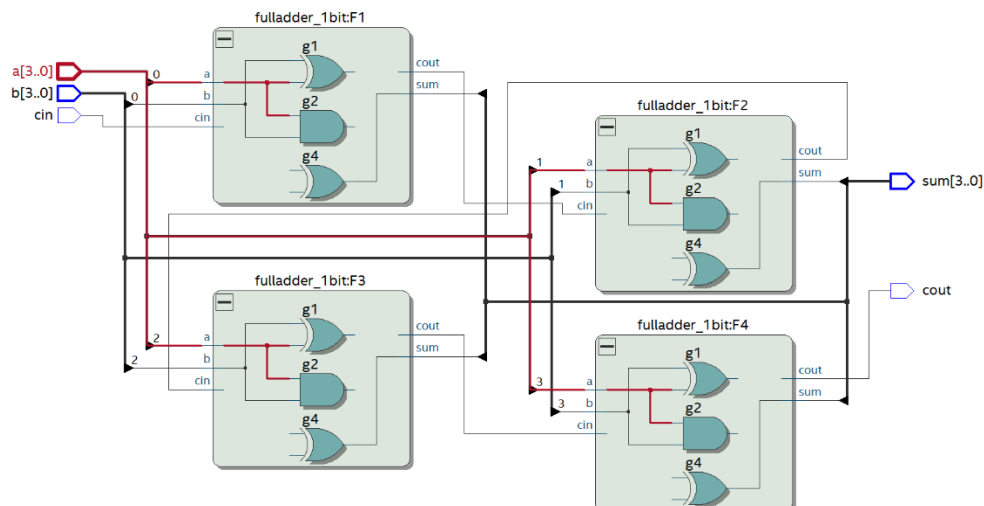 fulladder_1bit:F1
g1
a[3..0]
0
a
cout
b[3..0]
0
b
g2
sum
cin
cin
g4
fulladder_1bit:F2
g1
1
a
cout
1
b
g2
sum
sum[3..0]
cin
g4
fulladder_1bit:F3
g1
2
a
cout
2
b
g2
sum
cin
g4
cout
fulladder_1bit:F4
g1
3
a
cout
3
b
g2
sum
cin
g4